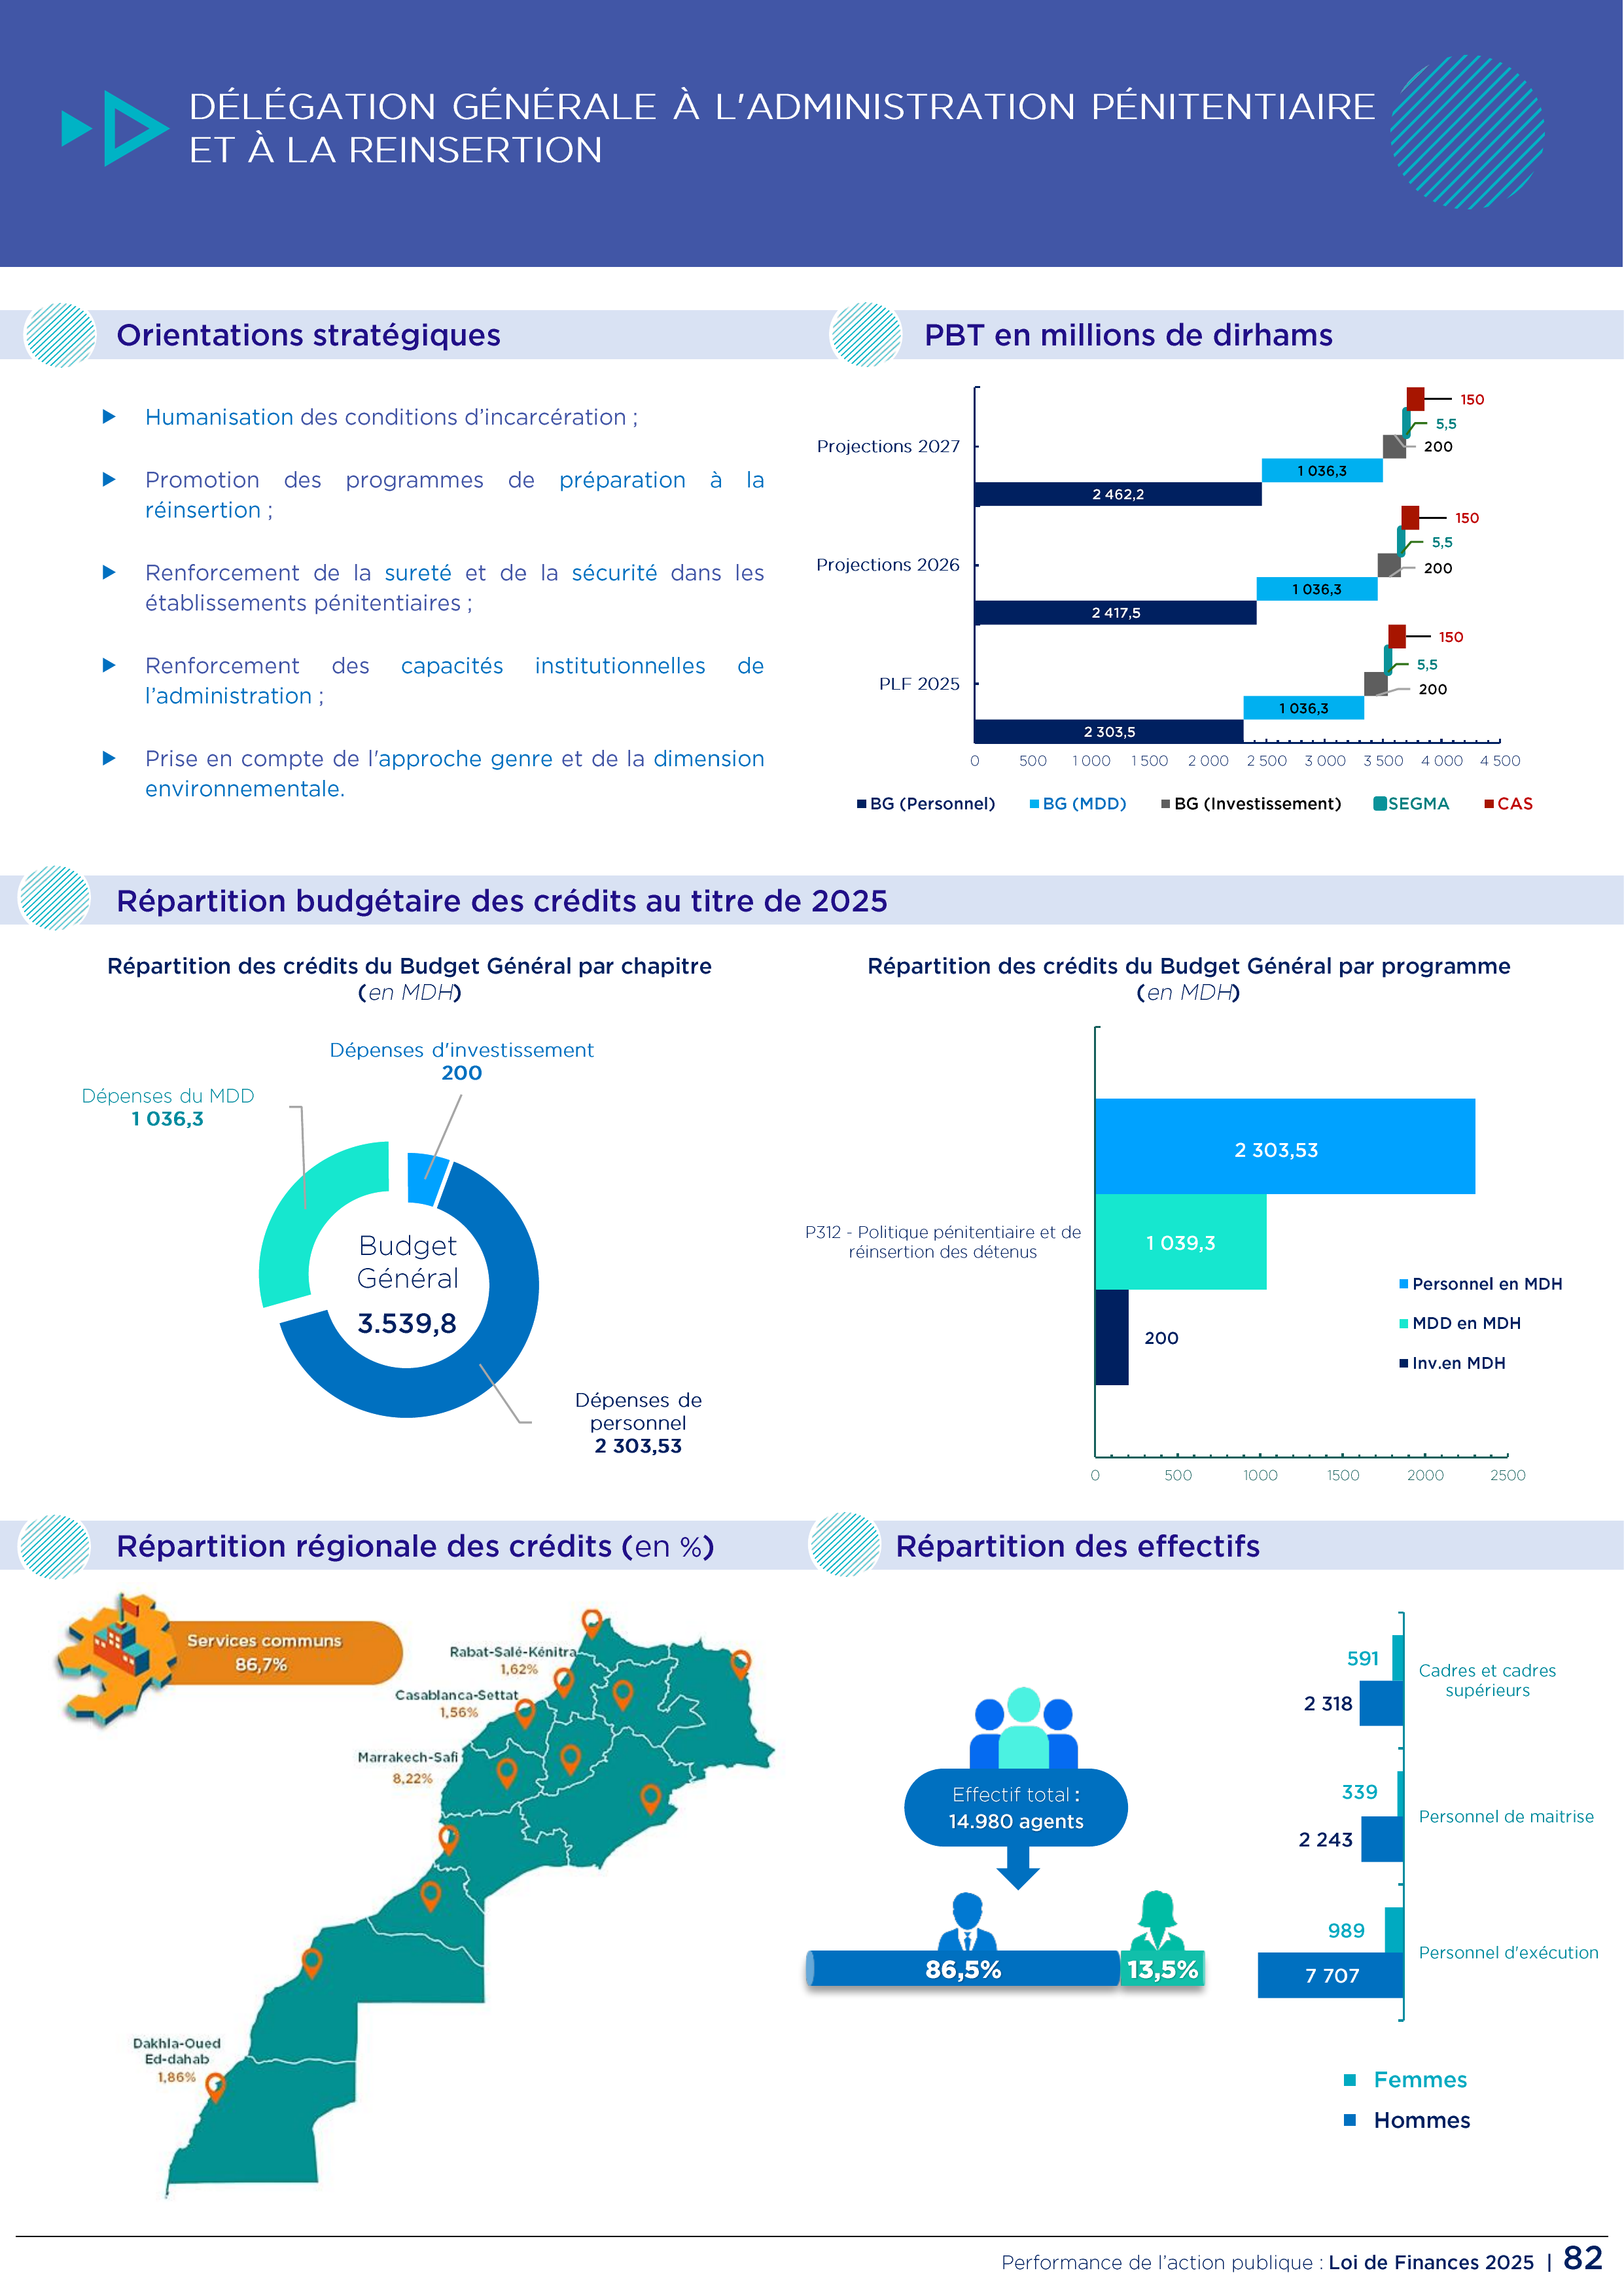 DÉLÉGATION GÉNÉRALE À L'ADMINISTRATION PÉNITENTIAIRE
ET À LA REINSERTION
Orientations stratégiques
Humanisation des conditions d’incarcération ;
Promotion des programmes de préparation à la
réinsertion ;
Renforcement de la sureté et de la sécurité dans les
établissements pénitentiaires ;
Renforcement des capacités institutionnelles de
l’administration ;
Prise en compte de l'approche genre et de la dimension
environnementale.
PBT en millions de dirhams
150
5,5
Projections 2027
200
1 036,3
2 462,2
150
5,5
Projections 2026
200
1 036,3
2 417,5
150
5,5
PLF 2025
200
1 036,3
2 303,5
0 500 1 000 1 500 2 000 2 500 3 000 3 500 4 000 4 500
BG (Personnel) BG (MDD) BG (Investissement) SEGMA CAS
Répartition budgétaire des crédits au titre de 2025
Répartition des crédits du Budget Général par chapitre
(en MDH)
Dépenses d'investissement
200
Dépenses du MDD
1 036,3
Budget
Général
3.539,8
Dépenses de
personnel
2 303,53
Répartition des crédits du Budget Général par programme
(en MDH)
2 303,53
P312 - Politique pénitentiaire et de
réinsertion des détenus
1 039,3
200
Personnel en MDH
MDD en MDH
Inv.en MDH
0 500 1000 1500 2000 2500
Répartition régionale des crédits (en %)
Services communs
86,7%
Rabat-Salé-Kénitra
1,62%
Casablanca-Settat
1,56%
Marrakech-Safi
8,22%
Dakhla-Oued
Ed-dahab
1,86%
Répartition des effectifs
Effectif total :
14.980 agents
86,5%
13,5%
591
2 318
Cadres et cadres
supérieurs
339
2 243
Personnel de maitrise
989
7 707
Personnel d'exécution
Femmes
Hommes
Performance de l’action publique : Loi de Finances 2025 | 82